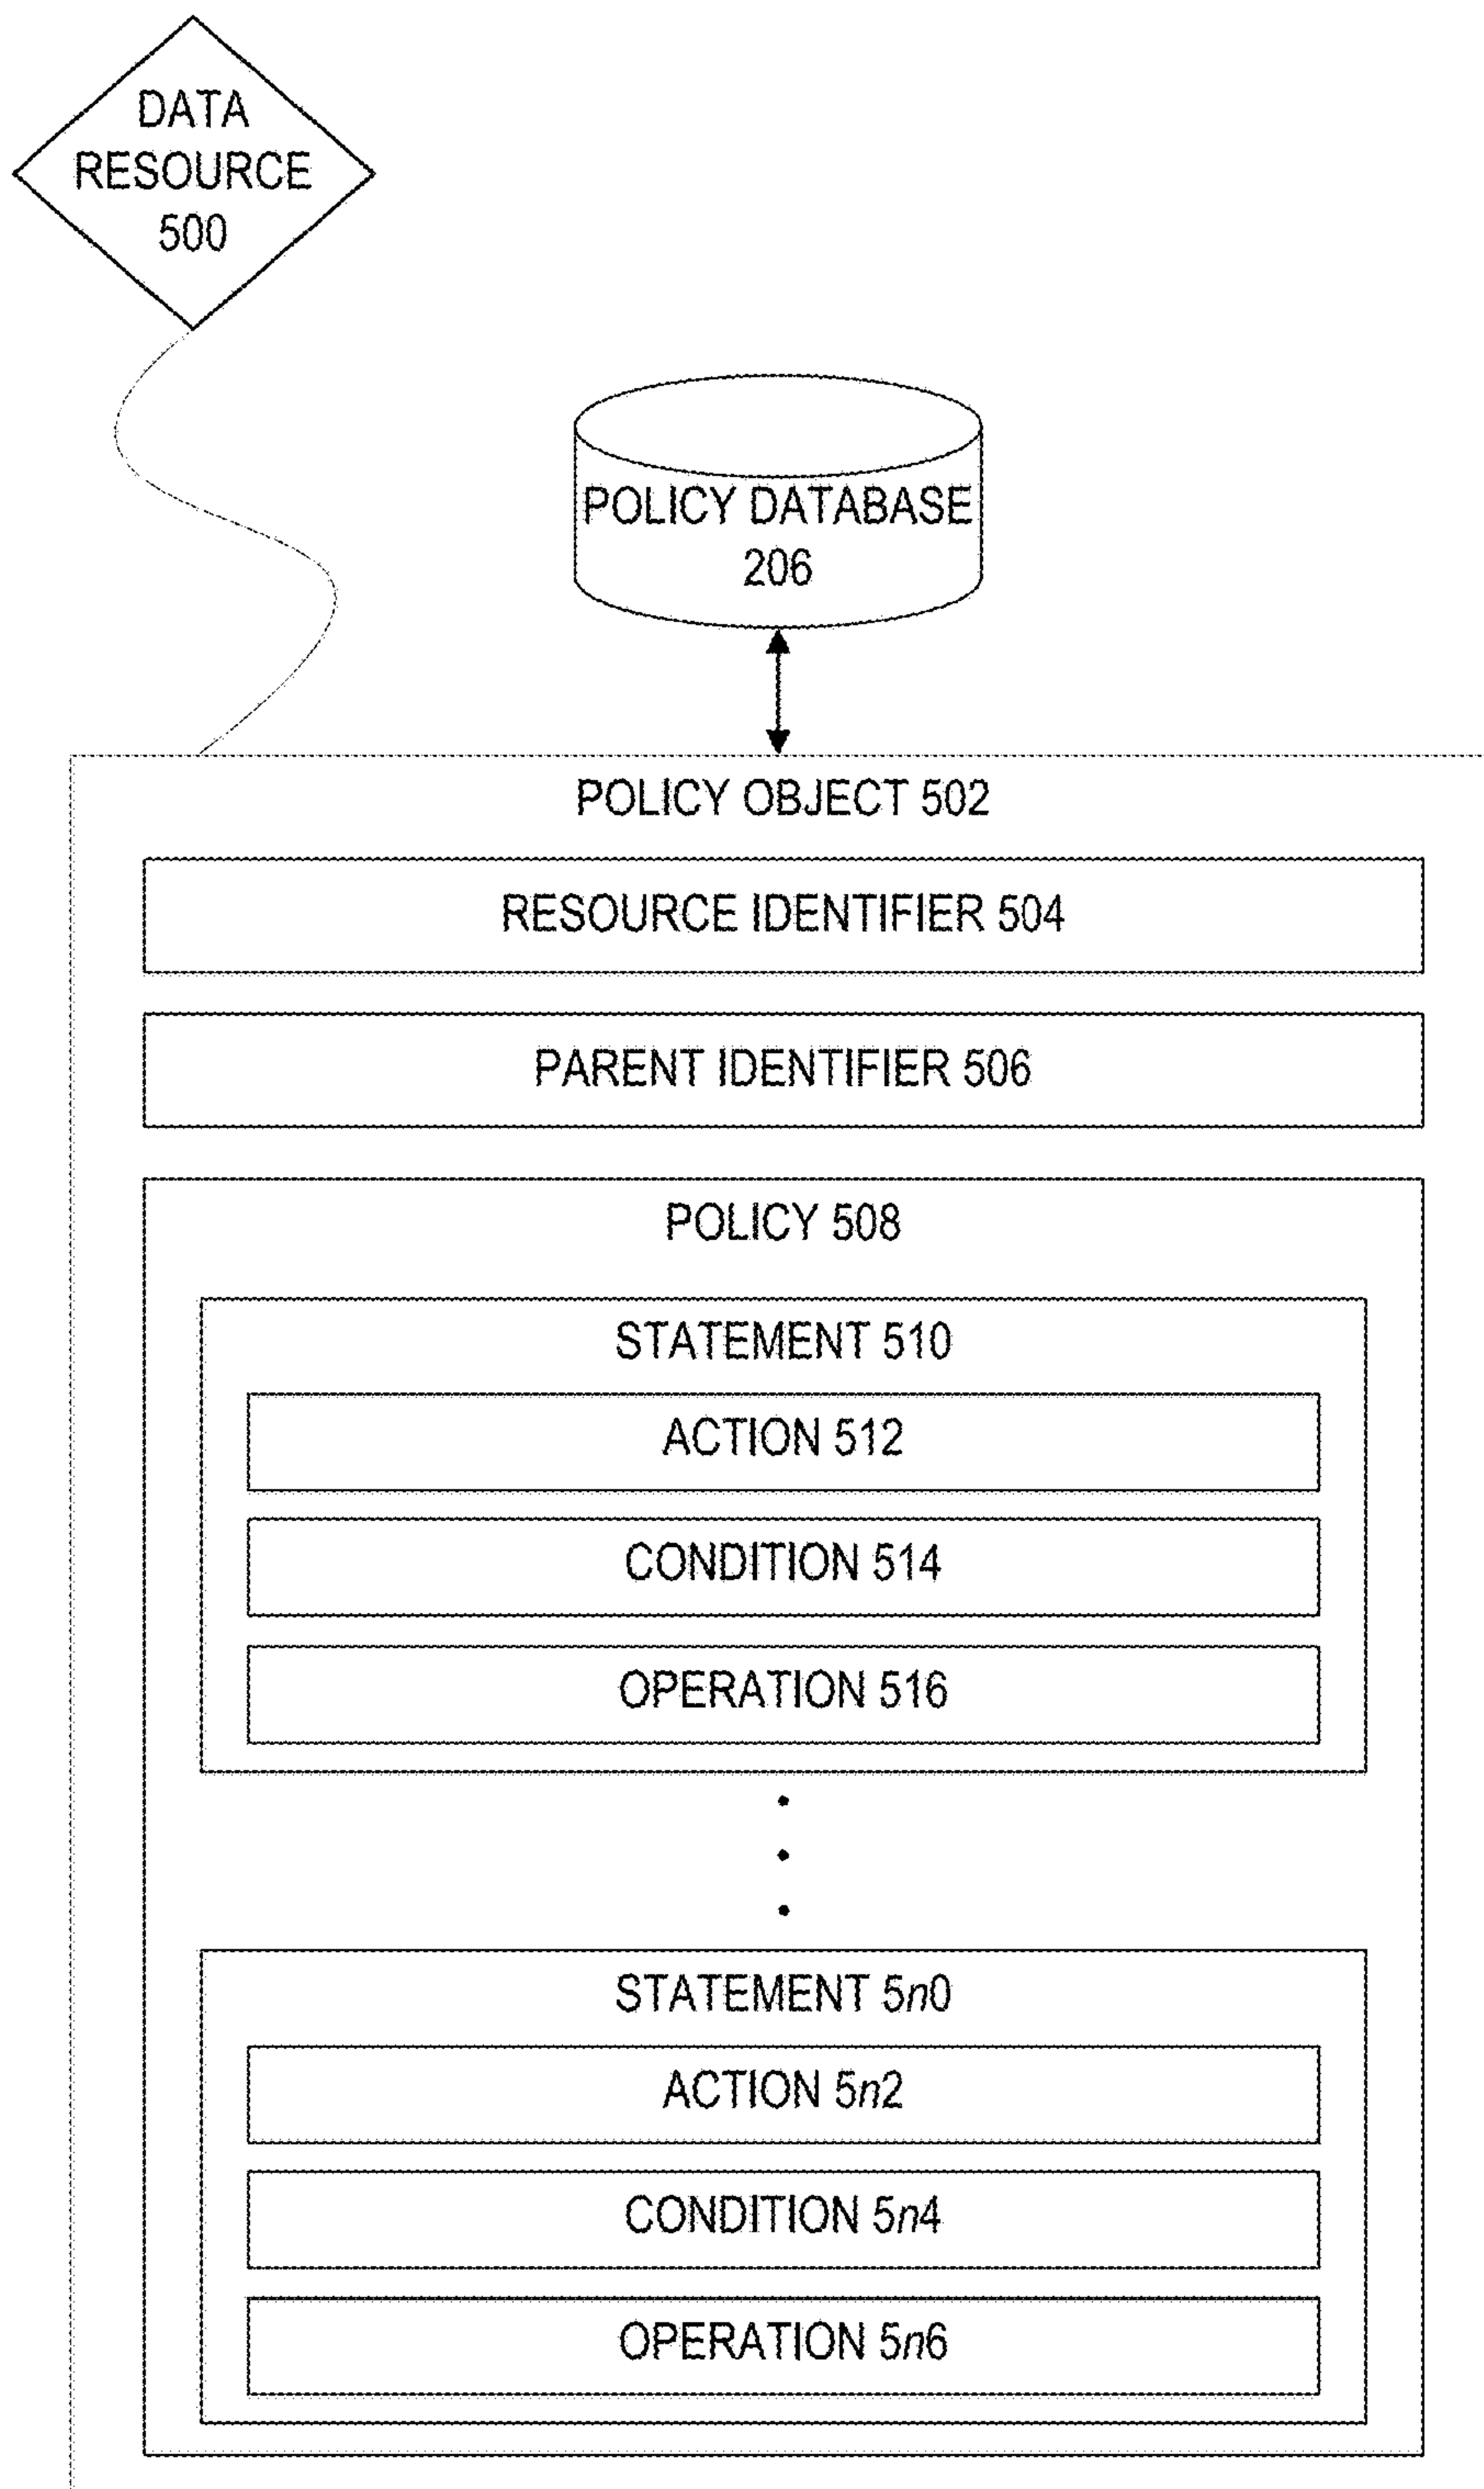 DATA
RESOURCE
500
POLICY DATABASE
206
POLICY OBJECT 502
RESOURCE IDENTIFIER 504
PARENT IDENTIFIER 506
POLICY 508
STATEMENT 510
ACTION 512
CONDITION 514
OPERATION 516
STATEMENT 5n0
ACTION 5n2
CONDITION 5n4
OPERATION 5n6